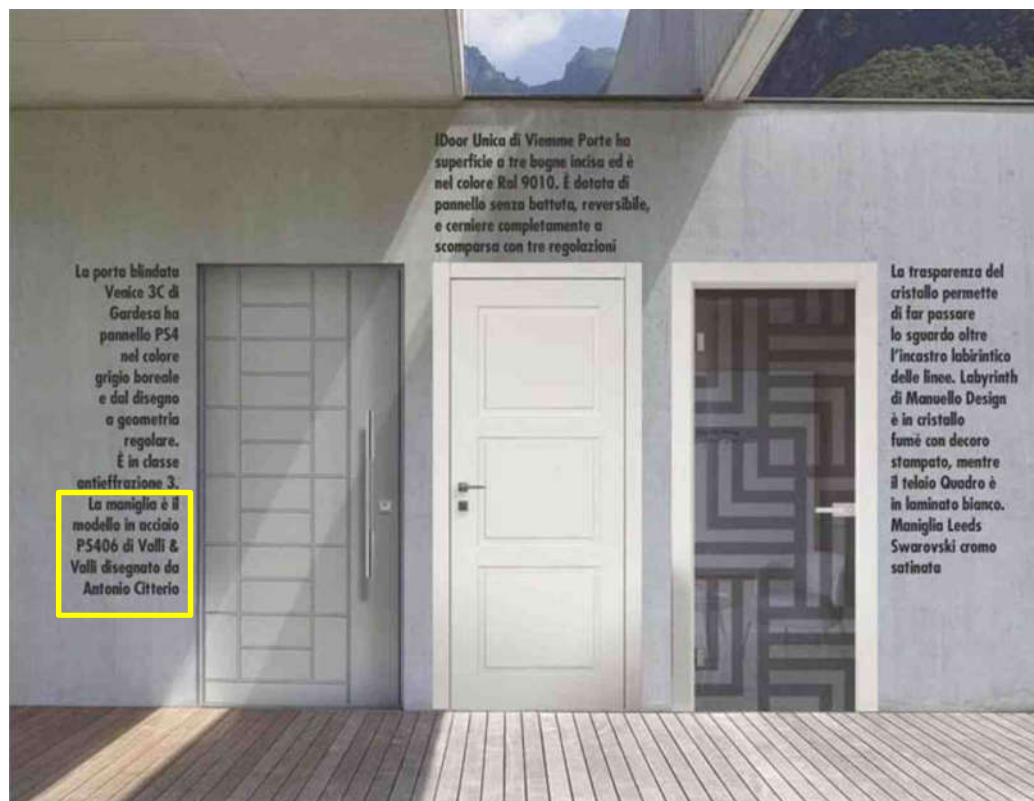 IDoor Unica di Viemme Porte ha
superficie a tre bogne incisa ed è
nel colore Ral 9010. È dotata di
pannello senza battuta, reversibile,
e cerniere completamente a
scomparsa con tre regolazioni
La porta blindata
Venice 3C di
Gardesa ha
pannello PS4
nel colore
grigio boreale
e dal disegno
a geometria
regolare.
È in classe
antieffrazione 3.
La maniglia è il
modello in acciaio
PS406 di Valli &
Valli disegnato da
Antonio Citterio
La trasparenza del
cristallo permette
di far passare
lo sguardo oltre
l'incastro labirintico
delle linee. Labyrinth
di Manuello Design
è in cristallo
fumé con decoro
stampato, mentre
il telaio Quadro è
in laminato bianco.
Maniglia Leeds
Swarovski cromo
satinata